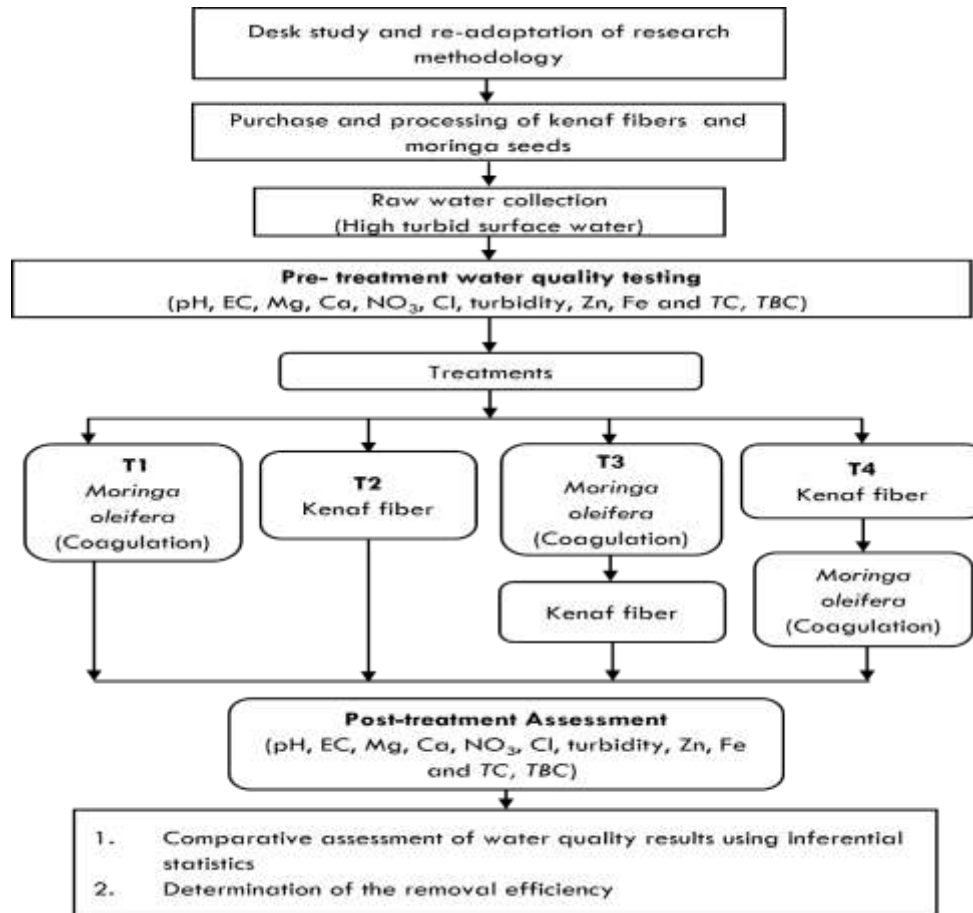 Desk study and re-adaptation of research
methodology
Purchase and processing of kenaf fibers and
moringa seeds
Raw water collection
(High turbid surface water)
Pre- treatment water quality testing
(pH, EC, Mg, Ca, NO₃, Cl, turbidity, Zn, Fe and TC, TBC)
Treatments
T1
Moringa
oleifera
(Coagulation)
T2
Kenaf fiber
T3
Moringa
oleifera
(Coagulation)
Kenaf fiber
T4
Kenaf fiber
Moringa
oleifera
(Coagulation)
Post-treatment Assessment
(pH, EC, Mg, Ca, NO₃, Cl, turbidity, Zn, Fe
and TC, TBC)
1. Comparative assessment of water quality results using inferential
statistics
2. Determination of the removal efficiency